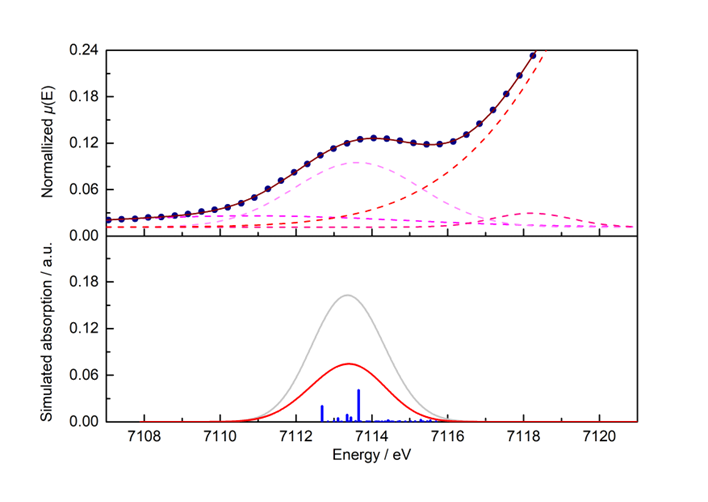 0.24
0.18
0.12
0.06
0.00
Normallized μ(E)
0.18
0.12
0.06
0.00
Simulated absorption / a.u.
7108 7110 7112 7114 7116 7118 7120
Energy / eV